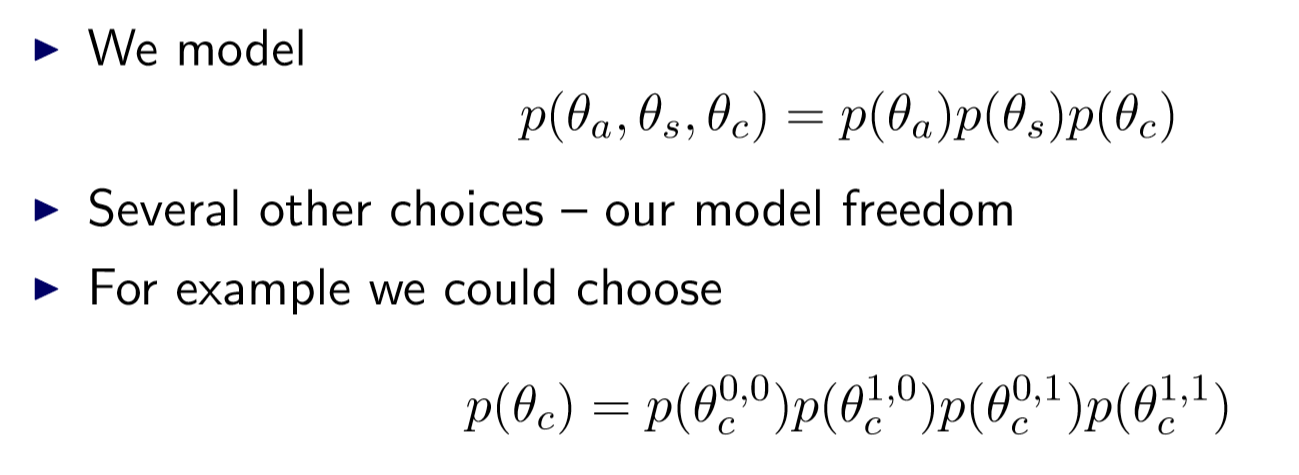 ▶ We model
p(θ_a, θ_s, θ_c) = p(θ_a)p(θ_s)p(θ_c)
▶ Several other choices – our model freedom
▶ For example we could choose
p(θ_c) = p(θ_c^{0,0})p(θ_c^{1,0})p(θ_c^{0,1})p(θ_c^{1,1})